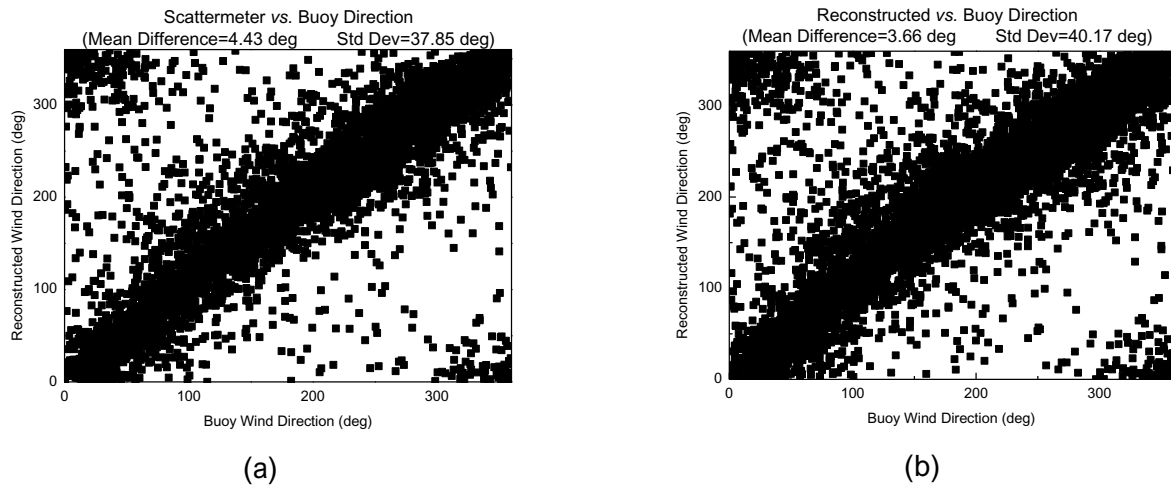 Scattermeter vs. Buoy Direction
(Mean Difference=4.43 deg Std Dev=37.85 deg)
Reconstructed Wind Direction (deg)
300
200
100
0
0 100 200 300
Buoy Wind Direction (deg)
(a)
Reconstructed vs. Buoy Direction
(Mean Difference=3.66 deg Std Dev=40.17 deg)
Reconstructed Wind Direction (deg)
300
200
100
0
0 100 200 300
Buoy Wind Direction (deg)
(b)